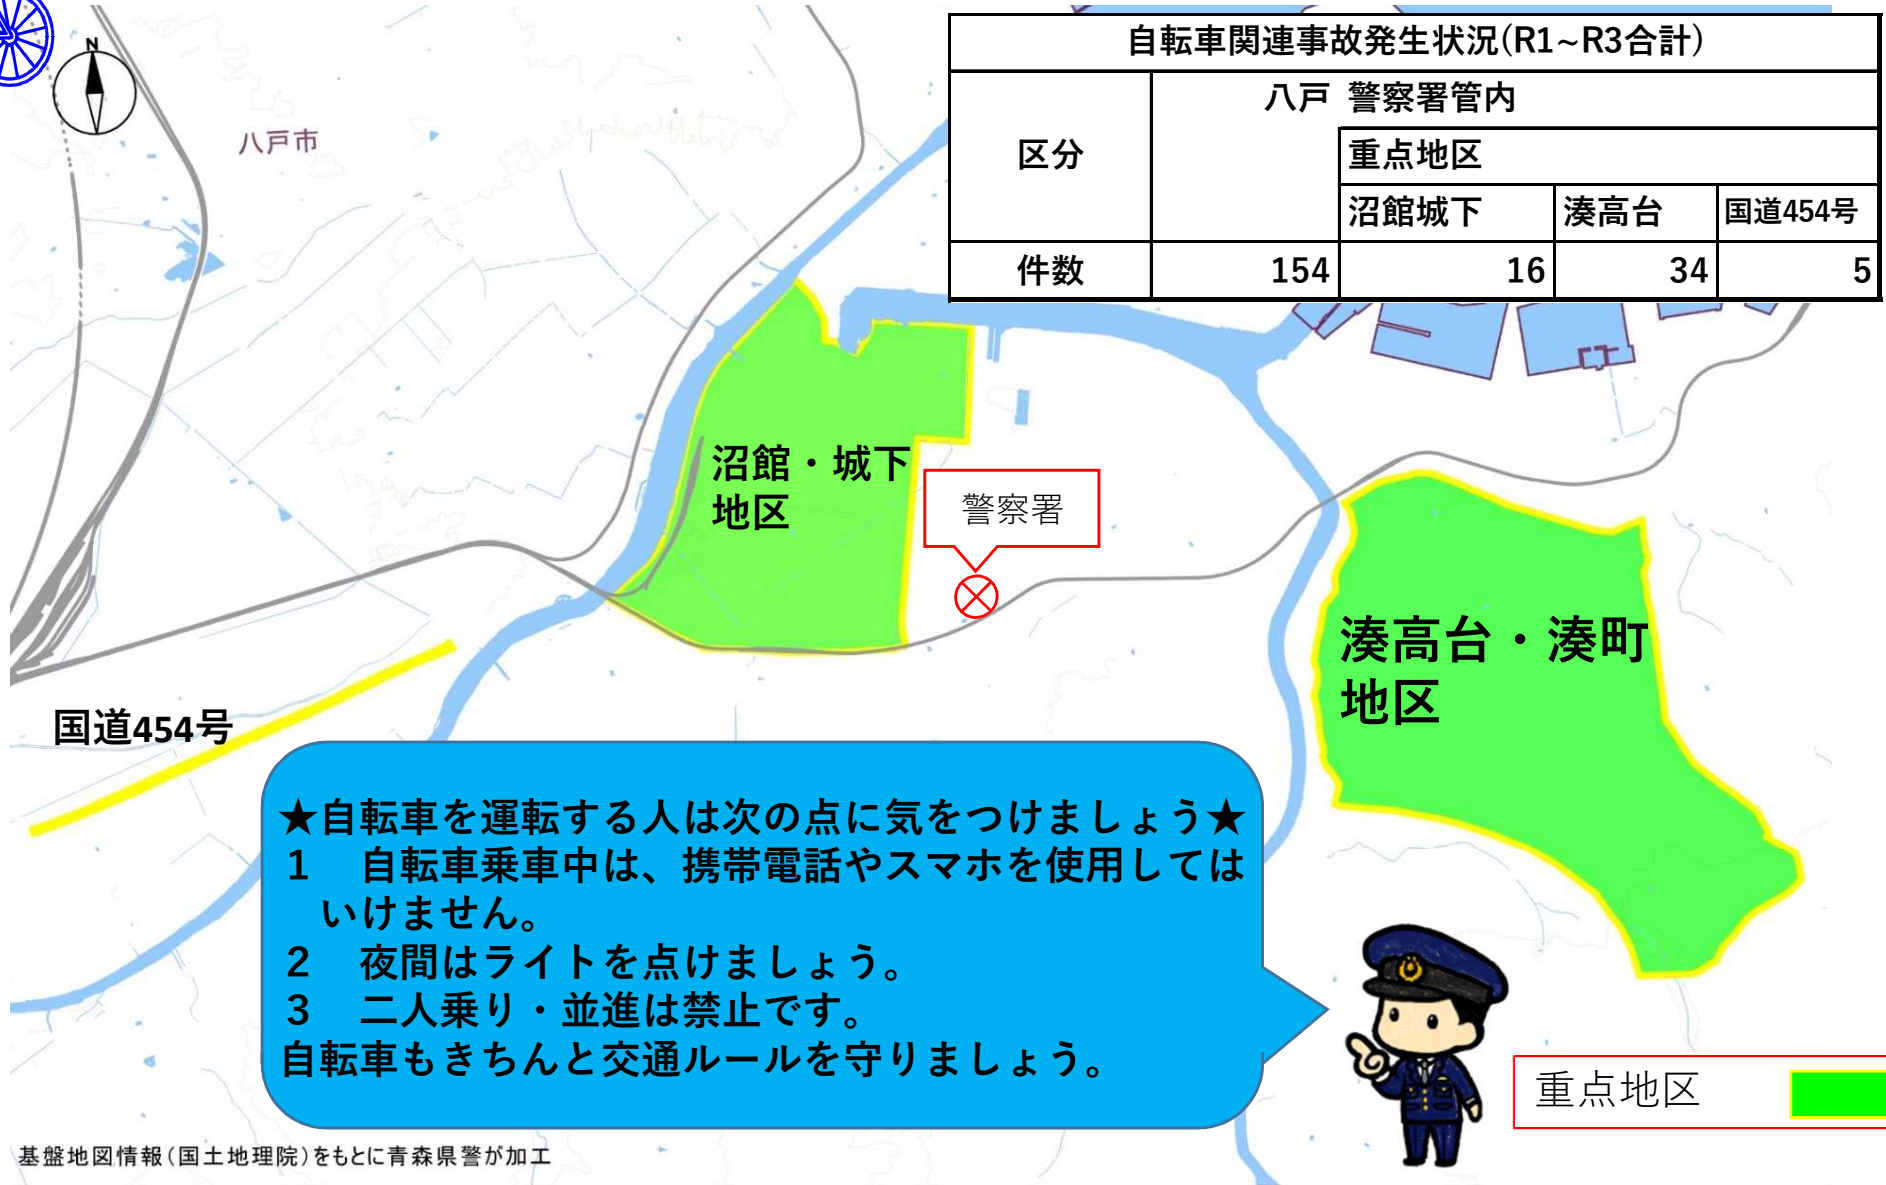 N
八戸市
自転車関連事故発生状況(R1~R3合計)
区分
八戸 警察署管内
重点地区
沼館城下 湊高台 国道454号
件数 154 16 34 5
沼館・城下
地区
警察署
湊高台・湊町
地区
国道454号
★自転車を運転する人は次の点に気をつけましょう★
1 自転車乗車中は、携帯電話やスマホを使用しては
いけません。
2 夜間はライトを点けましょう。
3 二人乗り・並進は禁止です。
自転車もきちんと交通ルールを守りましょう。
重点地区
基盤地図情報(国土地理院)をもとに青森県警が加工